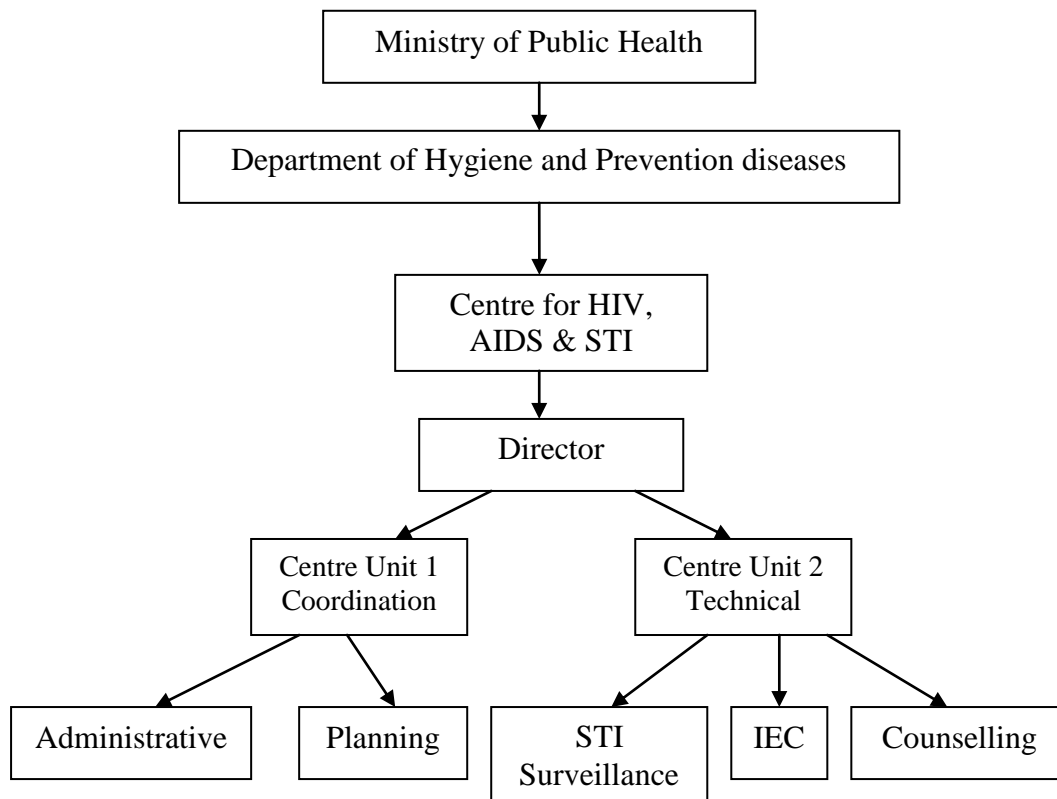 Ministry of Public Health
Department of Hygiene and Prevention diseases
Centre for HIV,
AIDS & STI
Director
Centre Unit 1
Coordination
Centre Unit 2
Technical
Administrative
Planning
STI
Surveillance
IEC
Counselling